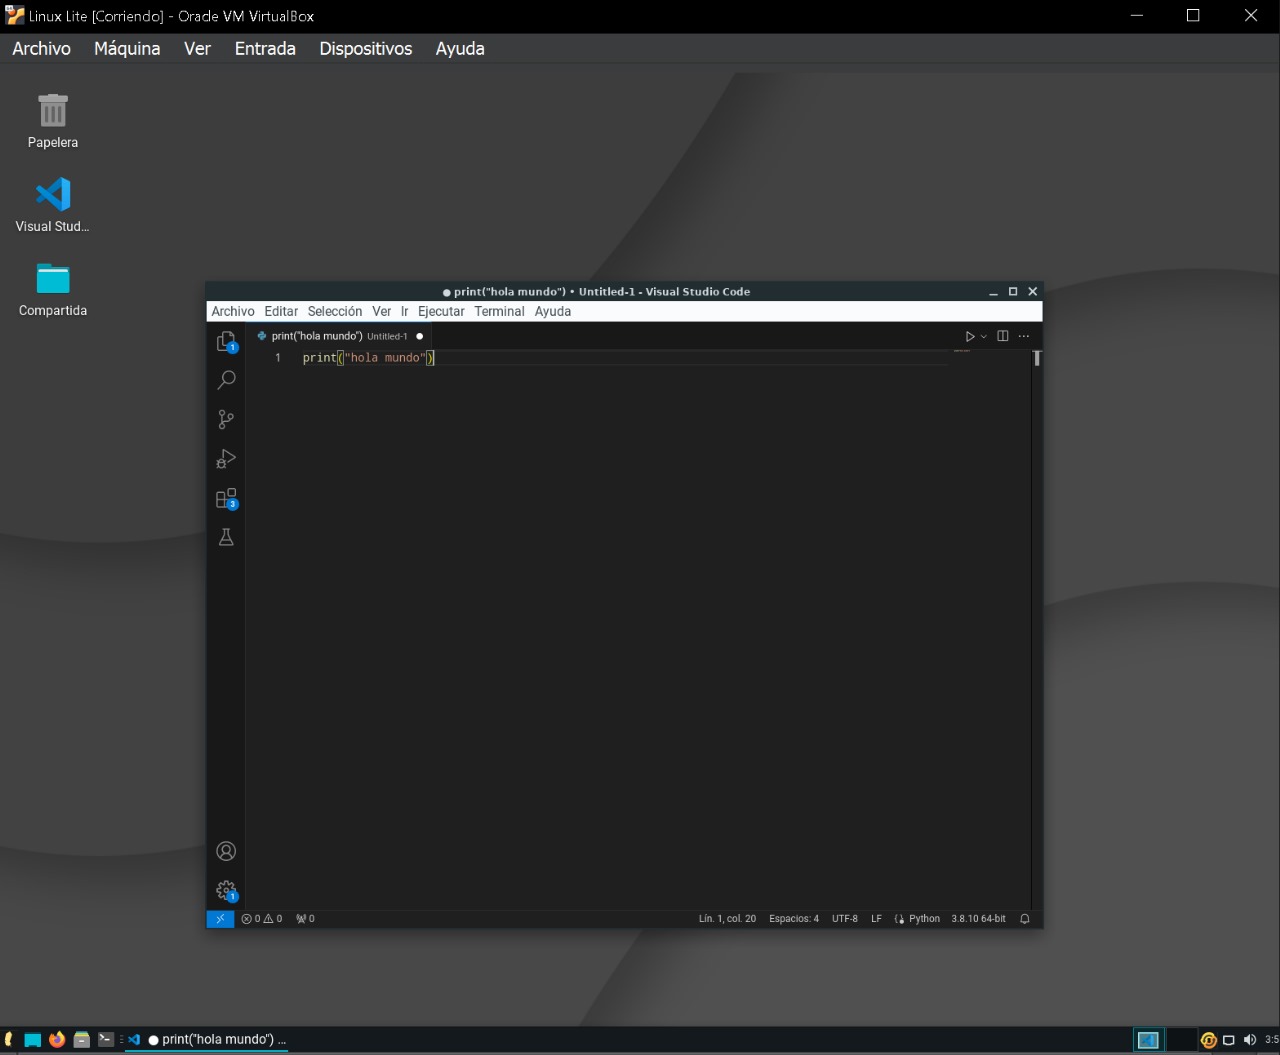 Linux Lite [Corriendo] - Oracle VM VirtualBox
Archivo Máquina Ver Entrada Dispositivos Ayuda
Papelera
Visual Stud...
Compartida
● print("hola mundo") • Untitled-1 - Visual Studio Code
Archivo Editar Selección Ver Ir Ejecutar Terminal Ayuda
print("hola mundo") Untitled-1 ●
1 print("hola mundo")
1
3
1
0 0 0
Lín. 1, col. 20 Espacios: 4 UTF-8 LF Python 3.8.10 64-bit
● print("hola mundo") ...
3:5